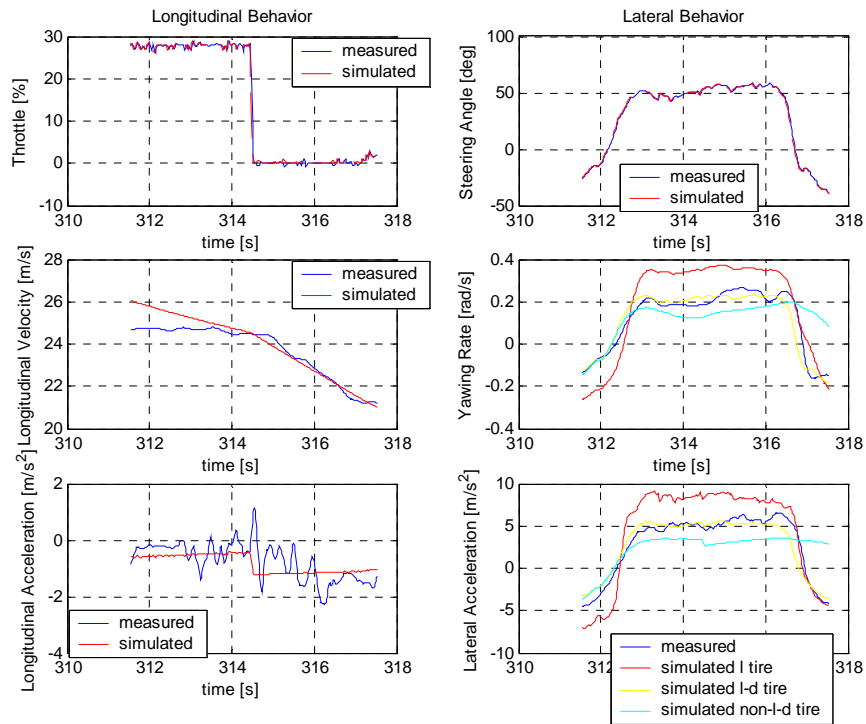 Longitudinal Behavior
Throttle [%]
30
20
10
0
-10
310
312
314
316
318
time [s]
measured
simulated
Lateral Behavior
Steering Angle [deg]
100
50
0
-50
310
312
314
316
318
time [s]
measured
simulated
Longitudinal Velocity [m/s]
28
26
24
22
20
310
312
314
316
318
time [s]
measured
simulated
Yawing Rate [rad/s]
0.4
0.2
0
-0.2
-0.4
310
312
314
316
318
time [s]
Longitudinal Acceleration [m/s²]
2
0
-2
-4
310
312
314
316
318
time [s]
measured
simulated
Lateral Acceleration [m/s²]
10
5
0
-5
-10
310
312
314
316
318
measured
simulated l tire
simulated l-d tire
simulated non-l-d tire